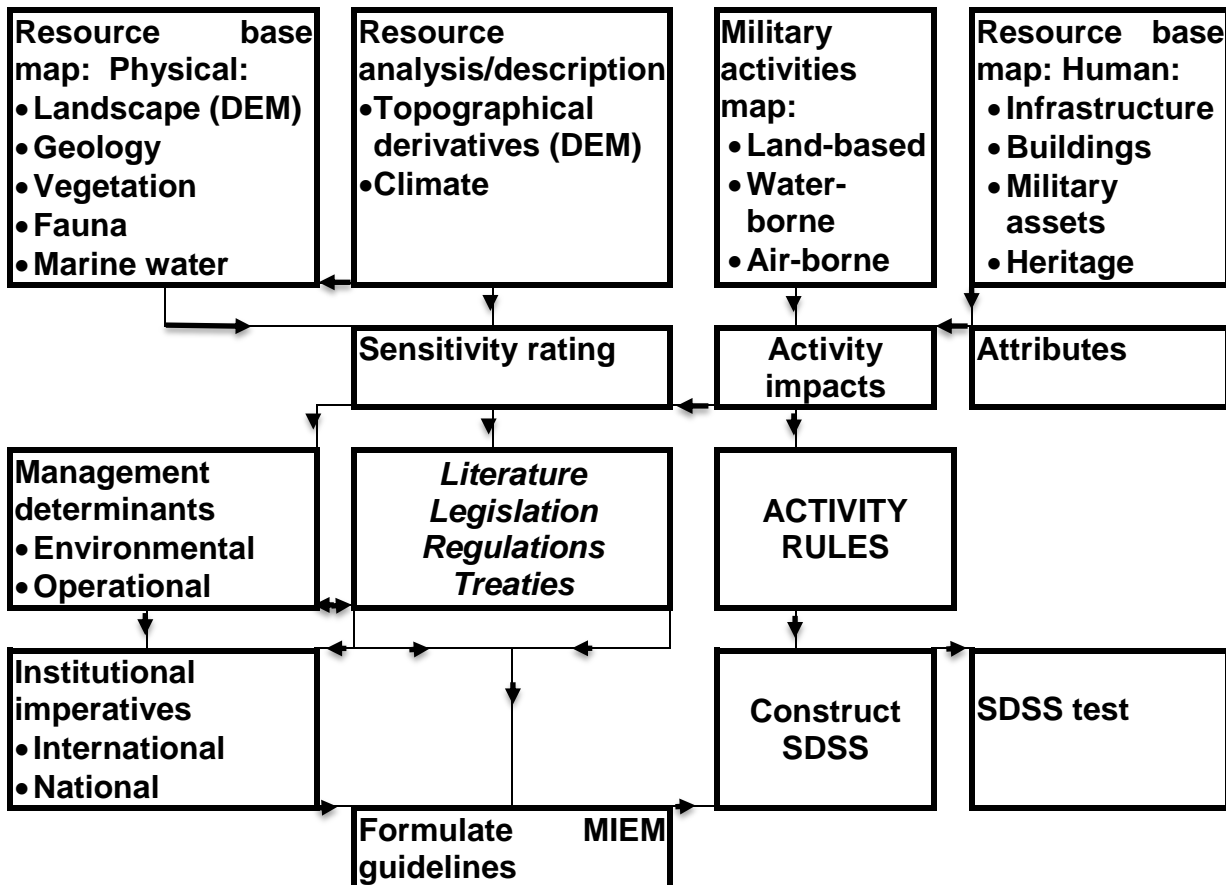 Resource base
map: Physical:
• Landscape (DEM)
• Geology
• Vegetation
• Fauna
• Marine water
Resource
analysis/description
• Topographical
derivatives (DEM)
• Climate
Military
activities
map:
• Land-based
• Water-
borne
• Air-borne
Resource base
map: Human:
• Infrastructure
• Buildings
• Military
assets
• Heritage
Sensitivity rating
Activity
impacts
Attributes
Management
determinants
• Environmental
• Operational
Literature
Legislation
Regulations
Treaties
ACTIVITY
RULES
Institutional
imperatives
• International
• National
Construct
SDSS
SDSS test
Formulate MIEM
guidelines